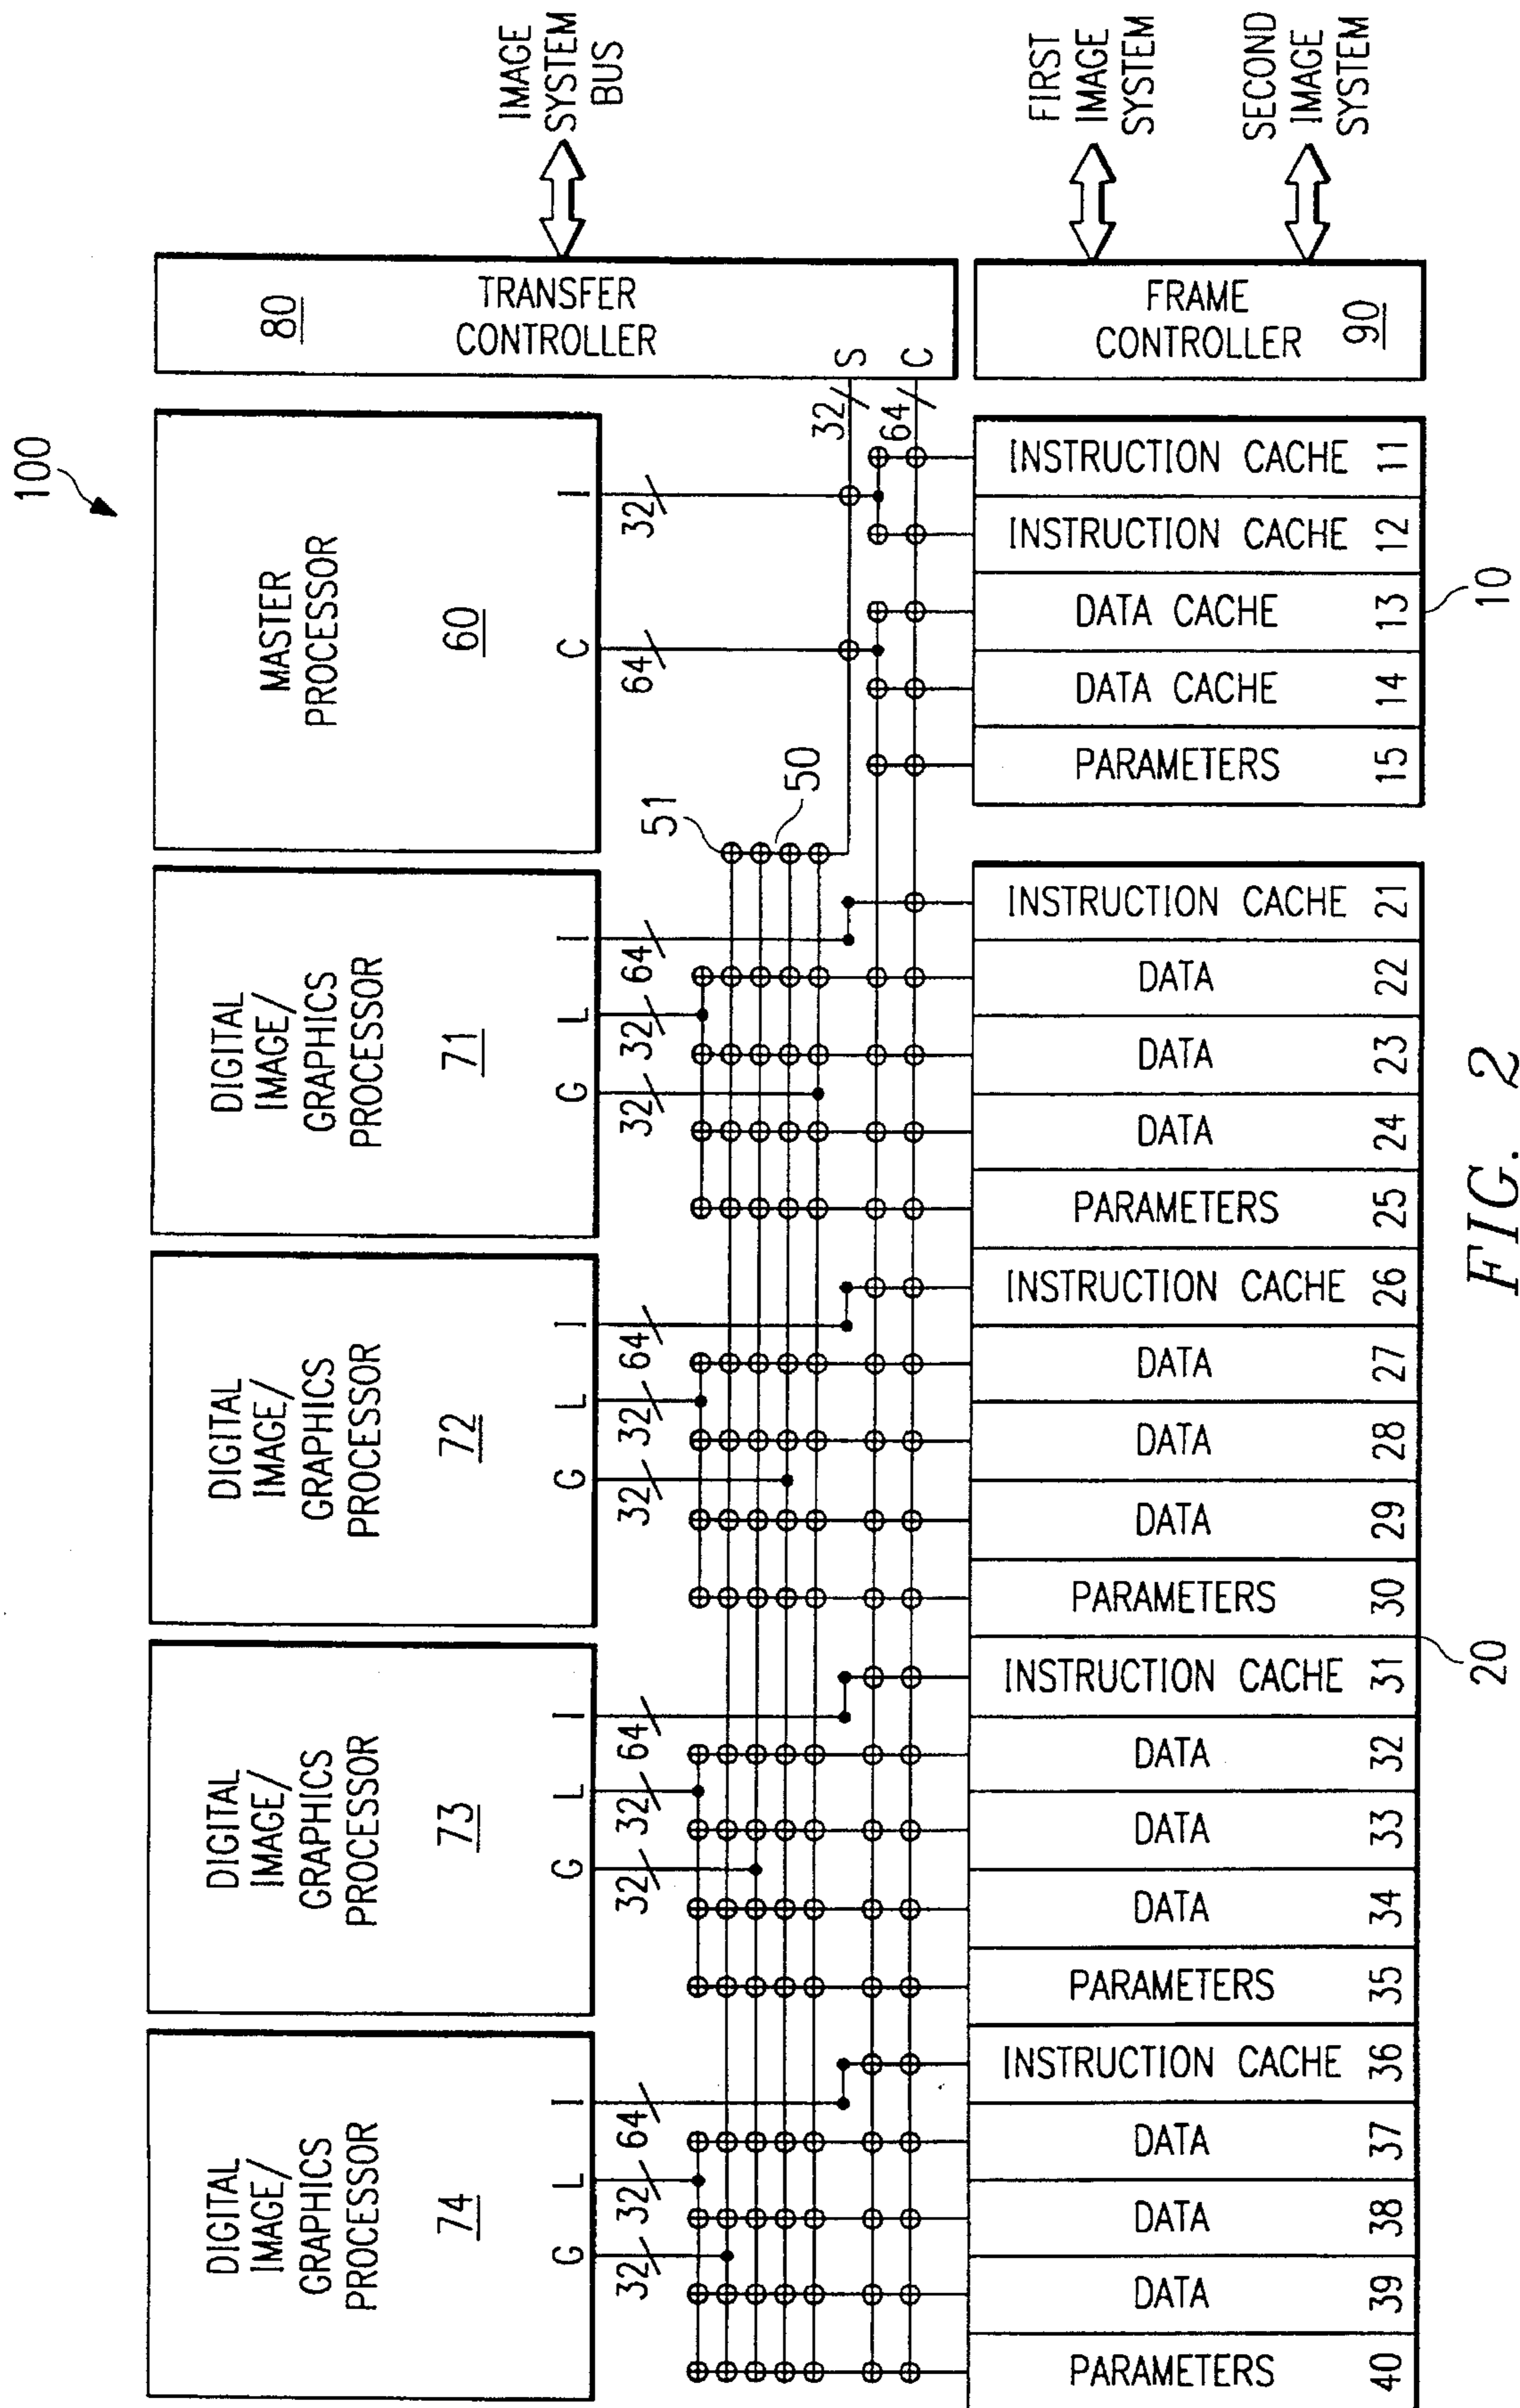 100
DIGITAL
IMAGE/
GRAPHICS
PROCESSOR
74
G
L
I
32
32
64
DIGITAL
IMAGE/
GRAPHICS
PROCESSOR
73
G
L
I
32
32
64
DIGITAL
IMAGE/
GRAPHICS
PROCESSOR
72
G
L
I
32
32
64
DIGITAL
IMAGE/
GRAPHICS
PROCESSOR
71
G
L
I
32
32
64
MASTER
PROCESSOR
60
C
I
64
32
80
TRANSFER
CONTROLLER
S
C
32
64
IMAGE
SYSTEM
BUS
51
50
PARAMETERS
40
DATA
39
DATA
38
DATA
37
INSTRUCTION CACHE
36
PARAMETERS
35
DATA
34
DATA
33
DATA
32
INSTRUCTION CACHE
31
PARAMETERS
30
DATA
29
DATA
28
DATA
27
INSTRUCTION CACHE
26
PARAMETERS
25
DATA
24
DATA
23
DATA
22
INSTRUCTION CACHE
21
20
PARAMETERS
15
DATA CACHE
14
DATA CACHE
13
INSTRUCTION CACHE
12
INSTRUCTION CACHE
11
10
FRAME
CONTROLLER
90
FIRST
IMAGE
SYSTEM
SECOND
IMAGE
SYSTEM
FIG. 2